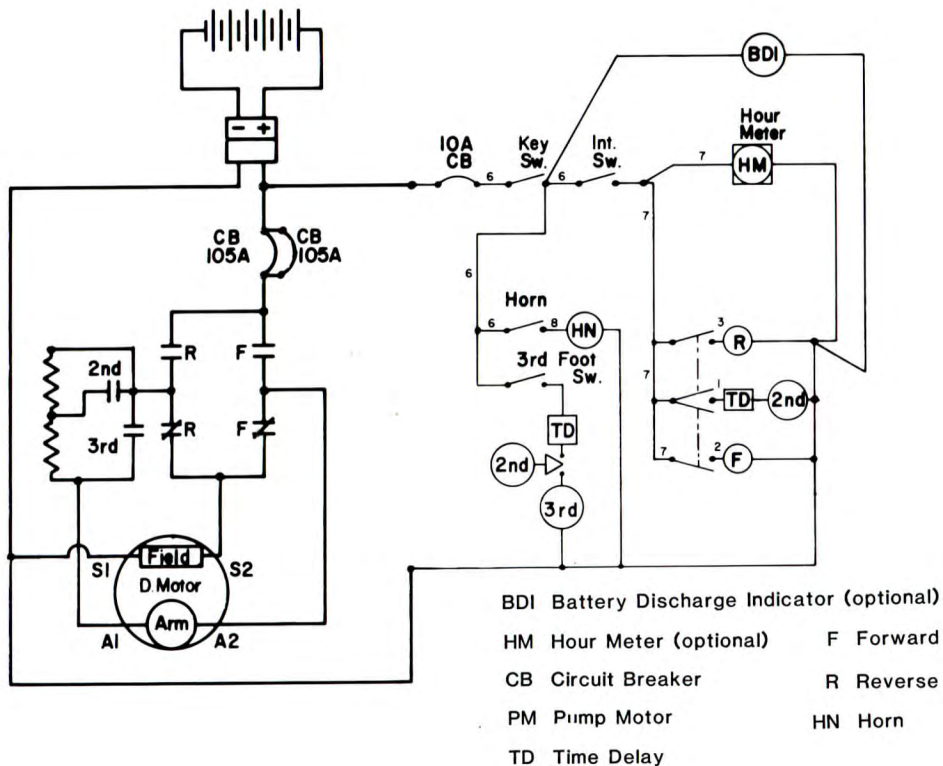 - +
BDI
Hour
Meter
HM
7
10A
CB
6
Key
Sw.
6
Int.
Sw.
7
CB
105A
CB
105A
6
Horn
6
8
HN
3rd Foot
Sw.
TD
2nd
3rd
3
R
7
1
TD
2nd
7
2
F
R
F
2nd
3rd
R
F
S1
Field
S2
D. Motor
Arm
A1
A2
BDI Battery Discharge Indicator (optional)
HM Hour Meter (optional) F Forward
CB Circuit Breaker R Reverse
PM Pump Motor HN Horn
TD Time Delay